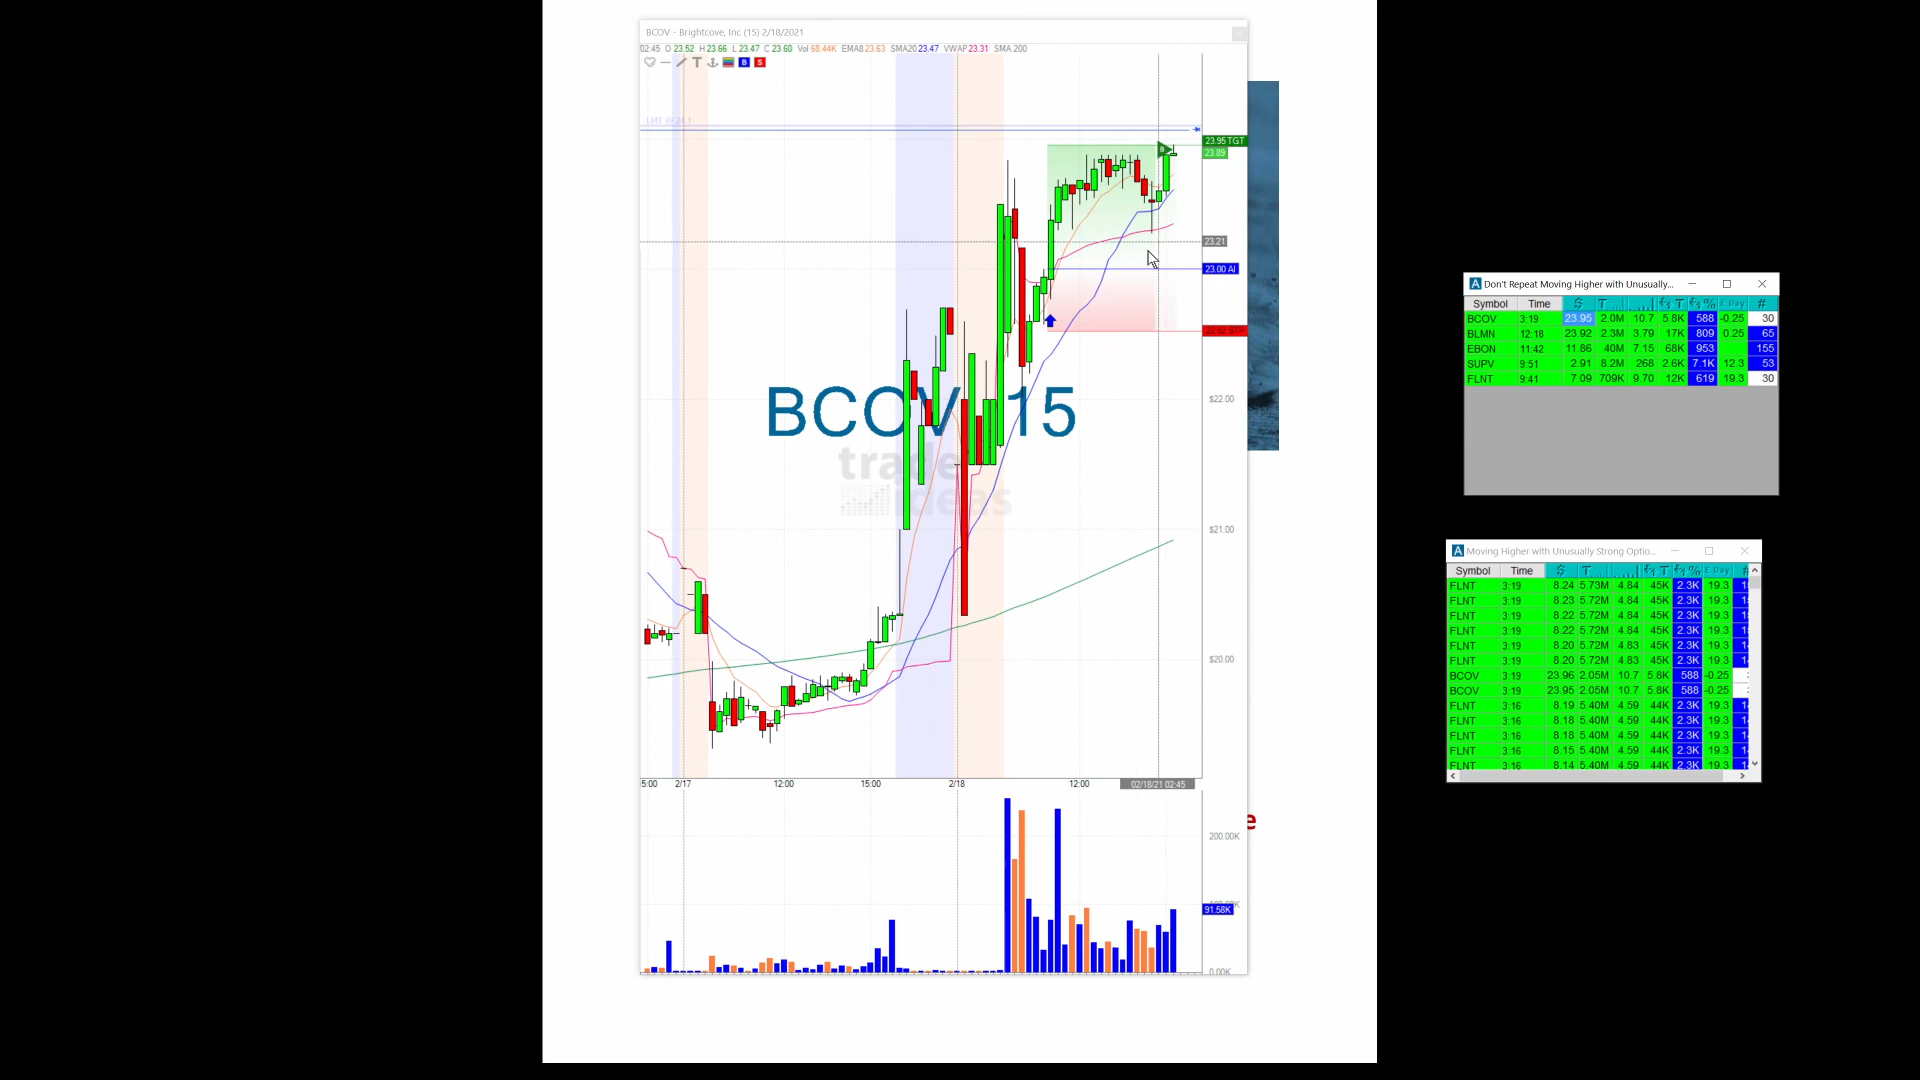 BCOV - Brightcove, Inc (15) 2/18/2021
02:45 O 23.52 H 23.66 L 23.47 C 23.60 Vol 68.44K EMA8 23.63 SMA20 23.47 VWAP 23.31 SMA 200
T B S
LMT @ 24.1
23.95 TGT
23.89
23.21
23.00 AI
22.52 STP
BCOV 15
trade
ideas
$22.00
$21.00
$20.00
5:00 2/17 12:00 15:00 2/18 12:00 02/18/21 02:45
200.00K
91.58K
0.00K
e
Don't Repeat Moving Higher with Unusually...
Symbol Time $ T % E Day #
BCOV 3:19 23.95 2.0M 10.7 5.8K 588 -0.25 30
BLMN 12:18 23.92 2.3M 3.79 17K 809 0.25 65
EBON 11:42 11.86 40M 7.15 68K 953 155
SUPV 9:51 2.91 8.2M 268 2.6K 7.1K 12.3 53
FLNT 9:41 7.09 709K 9.70 12K 619 19.3 30
Moving Higher with Unusually Strong Optio...
Symbol Time $ T % E Day #
FLNT 3:19 8.24 5.73M 4.84 45K 2.3K 19.3
FLNT 3:19 8.23 5.72M 4.84 45K 2.3K 19.3
FLNT 3:19 8.22 5.72M 4.84 45K 2.3K 19.3
FLNT 3:19 8.22 5.72M 4.84 45K 2.3K 19.3
FLNT 3:19 8.20 5.72M 4.83 45K 2.3K 19.3
FLNT 3:19 8.20 5.72M 4.83 45K 2.3K 19.3
BCOV 3:19 23.96 2.05M 10.7 5.8K 588 -0.25
BCOV 3:19 23.95 2.05M 10.7 5.8K 588 -0.25
FLNT 3:16 8.19 5.40M 4.59 44K 2.3K 19.3
FLNT 3:16 8.18 5.40M 4.59 44K 2.3K 19.3
FLNT 3:16 8.18 5.40M 4.59 44K 2.3K 19.3
FLNT 3:16 8.15 5.40M 4.59 44K 2.3K 19.3
FLNT 3:16 8.14 5.40M 4.59 44K 2.3K 19.3